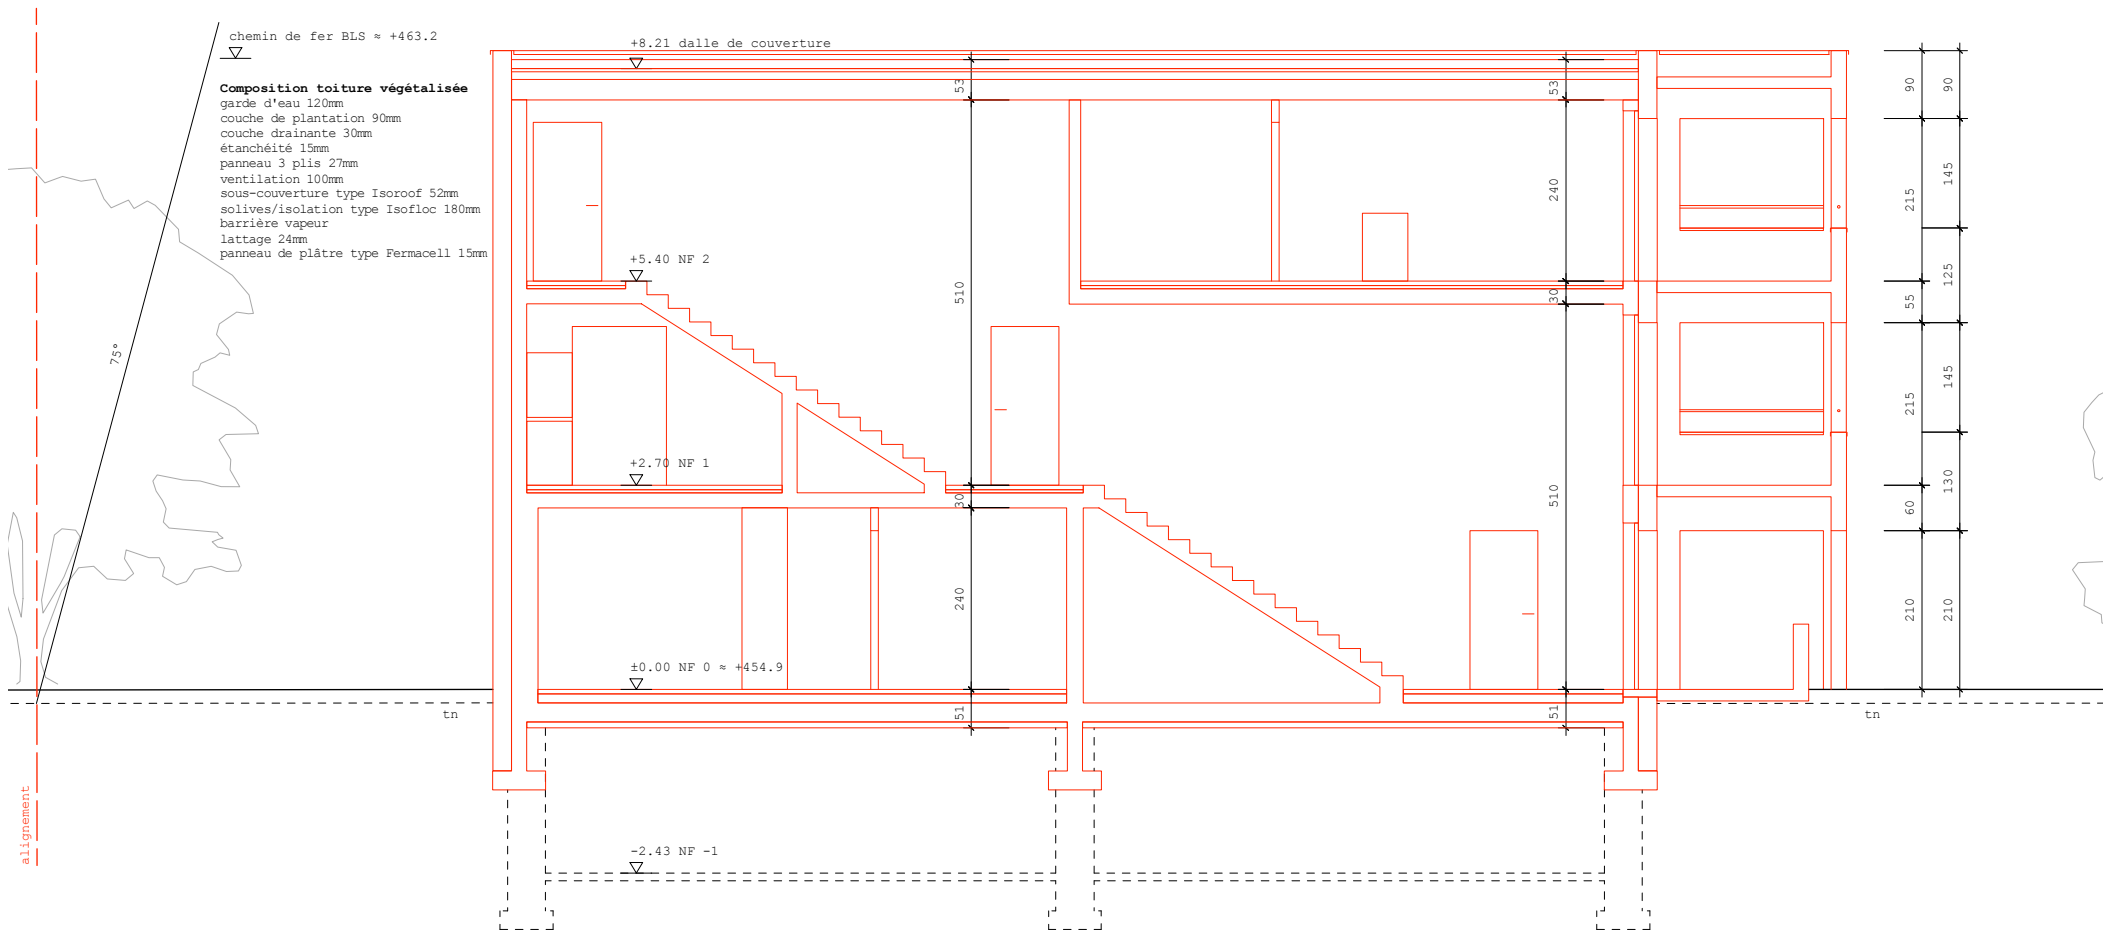 chemin de fer BLS ≈ +463.2
Composition toiture végétalisée
garde d'eau 120mm
couche de plantation 90mm
couche drainante 30mm
étanchéité 15mm
panneau 3 plis 27mm
ventilation 100mm
sous-couverture type Isoroof 52mm
solives/isolation type Isofloc 180mm
barrière vapeur
lattage 24mm
panneau de plâtre type Fermacell 15mm
75°
alignement
tn
+8.21 dalle de couverture
+5.40 NF 2
+2.70 NF 1
±0.00 NF 0 ≈ +454.9
-2.43 NF -1
53
510
30
240
51
53
240
30
510
51
90
215
55
215
60
210
90
145
125
145
130
210
tn